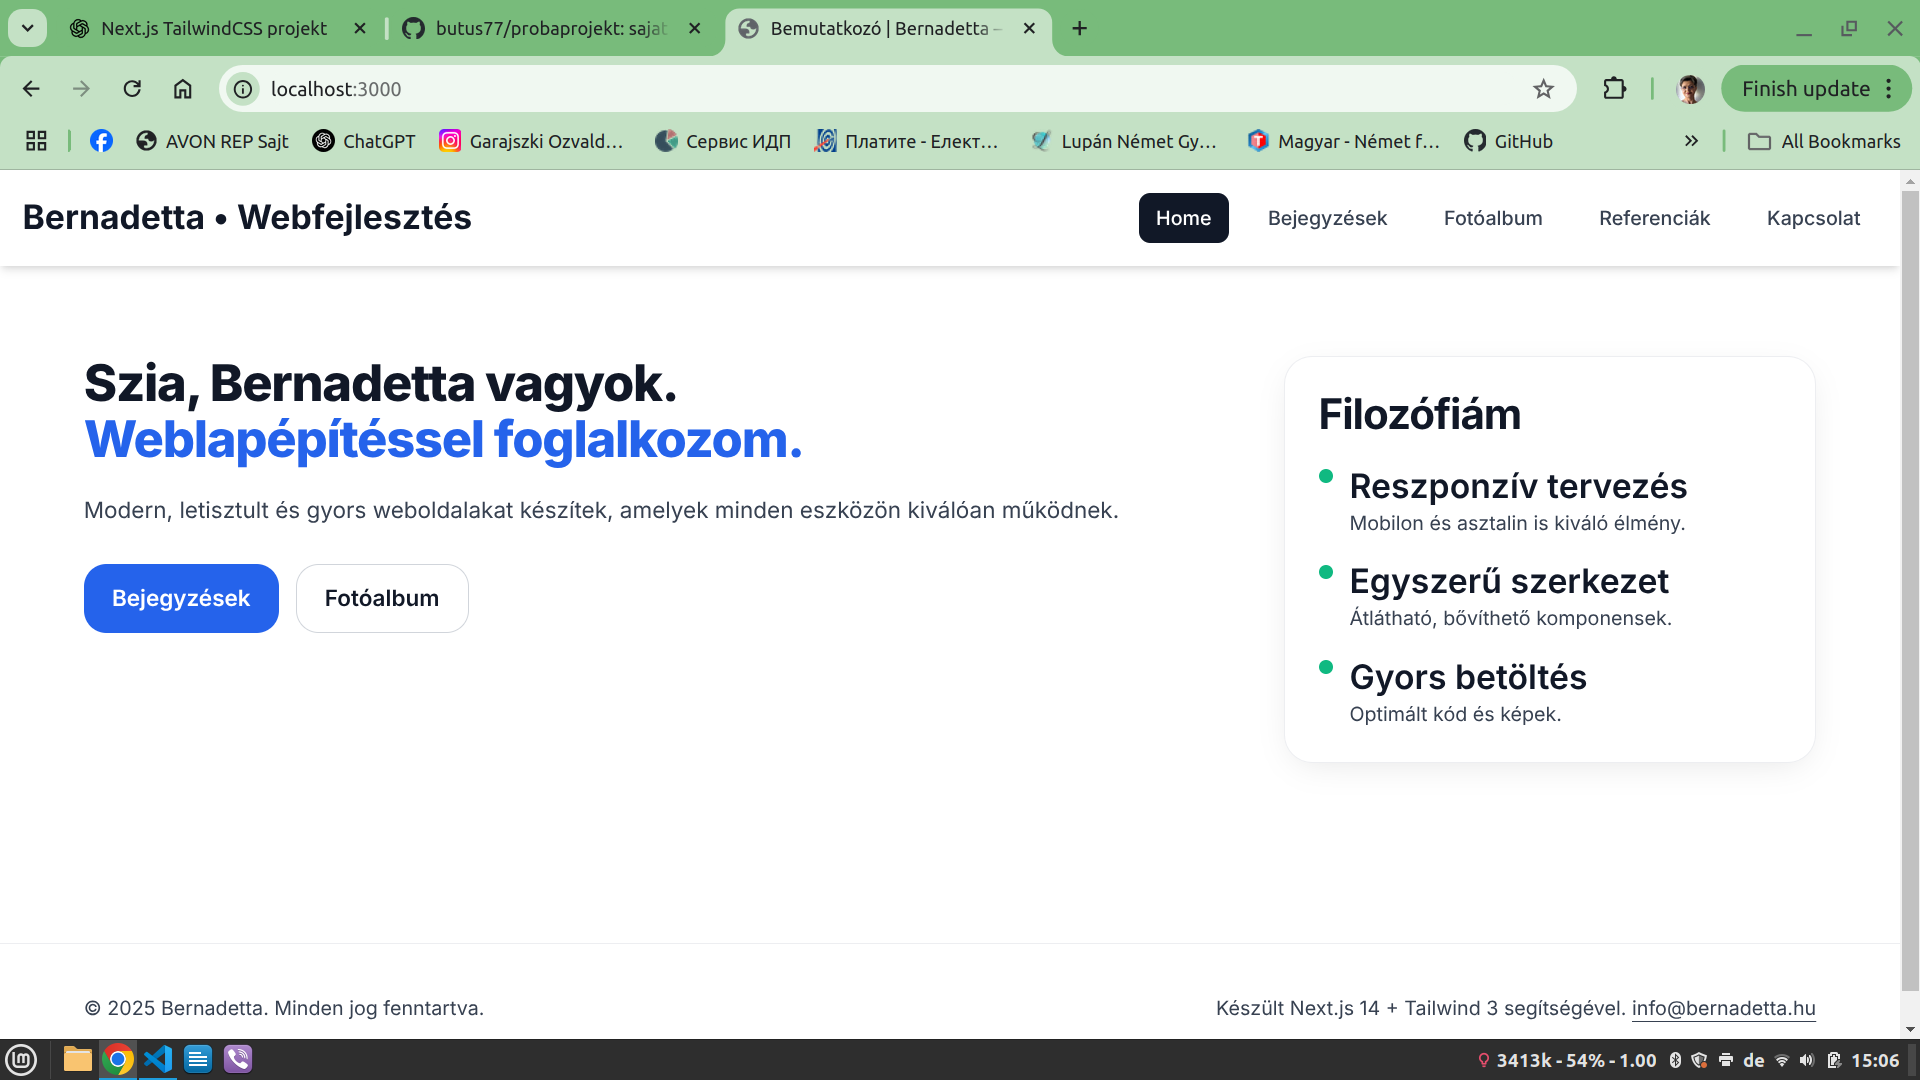 Next.js TailwindCSS projekt
butus77/probaprojekt: sajat
Bemutatkozó | Bernadetta –
localhost:3000
Finish update
AVON REP Sajt
ChatGPT
Garajszki Ozvald...
Сервис ИДП
Платите - Елект...
Lupán Német Gy...
Magyar - Német f...
GitHub
All Bookmarks
Bernadetta • Webfejlesztés
Home
Bejegyzések
Fotóalbum
Referenciák
Kapcsolat
Szia, Bernadetta vagyok.
Weblapépítéssel foglalkozom.
Modern, letisztult és gyors weboldalakat készítek, amelyek minden eszközön kiválóan működnek.
Bejegyzések
Fotóalbum
Filozófiám
Reszponzív tervezés
Mobilon és asztalin is kiváló élmény.
Egyszerű szerkezet
Átlátható, bővíthető komponensek.
Gyors betöltés
Optimált kód és képek.
© 2025 Bernadetta. Minden jog fenntartva.
Készült Next.js 14 + Tailwind 3 segítségével. info@bernadetta.hu
3413k - 54% - 1.00
de
15:06